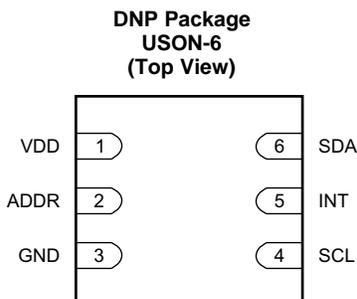 DNP Package
USON-6
(Top View)
VDD 1 6 SDA
ADDR 2 5 INT
GND 3 4 SCL